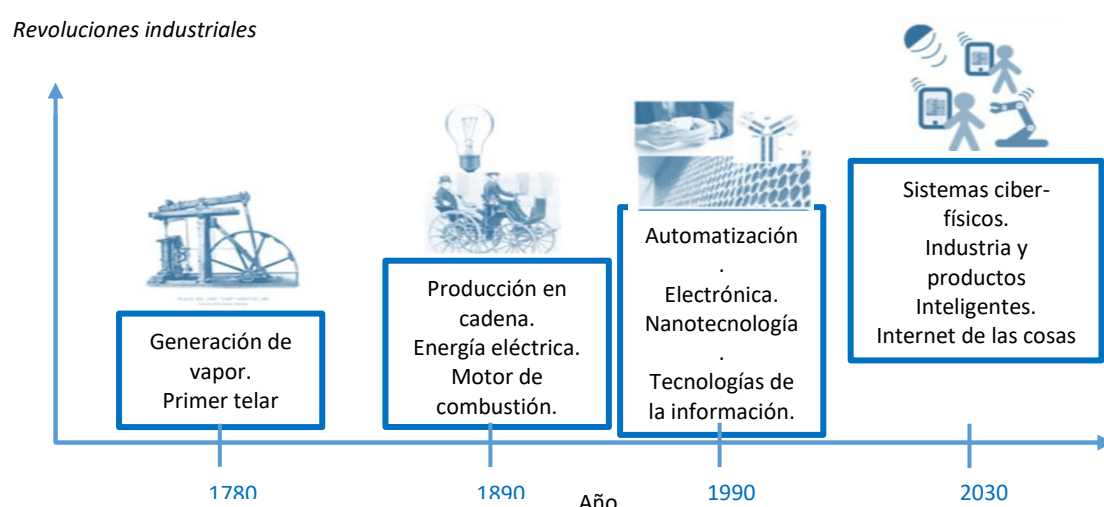 Revoluciones industriales
Generación de
vapor.
Primer telar
Producción en
cadena.
Energía eléctrica.
Motor de
combustión.
Automatización
.
Electrónica.
Nanotecnología
.
Tecnologías de
la información.
Sistemas ciber-
físicos.
Industria y
productos
Inteligentes.
Internet de las cosas
1780
1890
1990
2030
Año